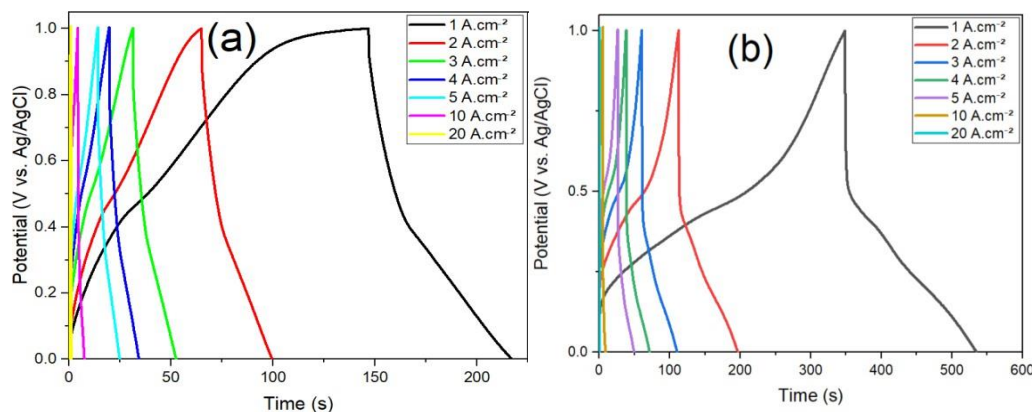 (a)
1 A.cm⁻²
2 A.cm⁻²
3 A.cm⁻²
4 A.cm⁻²
5 A.cm⁻²
10 A.cm⁻²
20 A.cm⁻²
Potential (V vs. Ag/AgCl)
1.0
0.8
0.6
0.4
0.2
0.0
0 50 100 150 200
Time (s)
(b)
1 A.cm⁻²
2 A.cm⁻²
3 A.cm⁻²
4 A.cm⁻²
5 A.cm⁻²
10 A.cm⁻²
20 A.cm⁻²
Potential (V vs. Ag/AgCl)
1.0
0.5
0.0
0 100 200 300 400 500 600
Time (s)